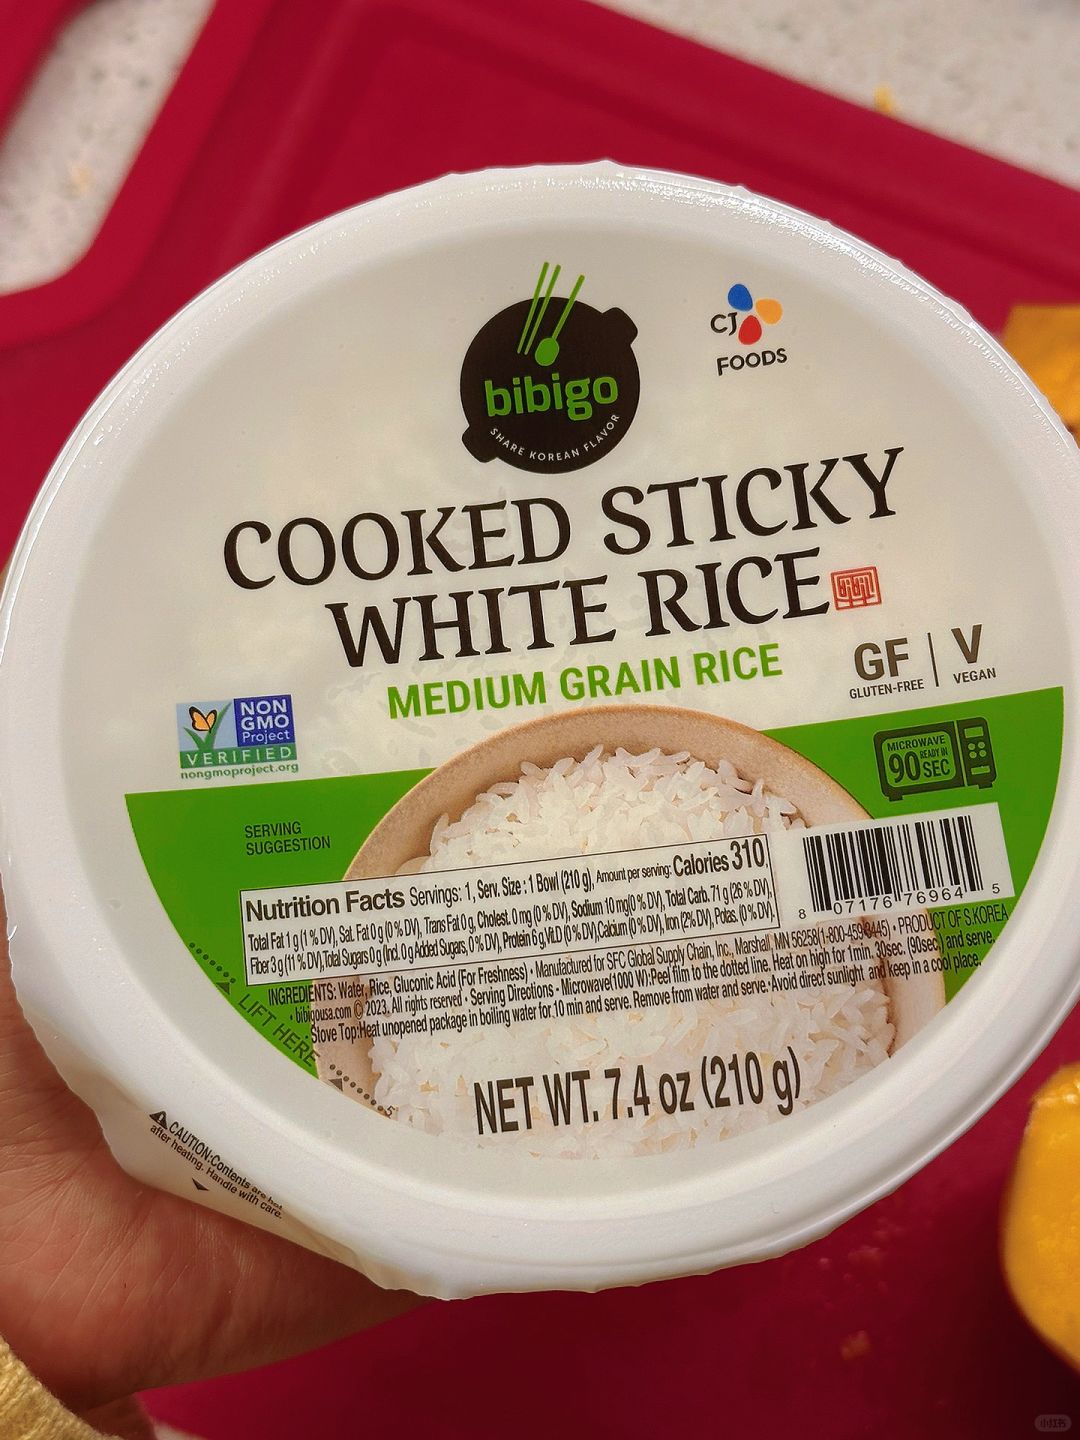 bibigo
SHARE KOREAN FLAVOR
CJ
FOODS
COOKED STICKY
WHITE RICE
MEDIUM GRAIN RICE
GF
GLUTEN-FREE
V
VEGAN
NON
GMO
Project
VERIFIED
nongmoproject.org
MICROWAVE
READY IN
90 SEC
SERVING
SUGGESTION
Nutrition Facts Servings: 1, Serv. Size : 1 Bowl (210 g), Amount per serving: Calories 310,
Total Fat 1 g (1 % DV), Sat. Fat 0 g (0 % DV), Trans Fat 0 g, Cholest. 0 mg (0 % DV), Sodium 10 mg(0 % DV), Total Carb. 71 g (26 % DV),
Fiber 3 g (11 % DV),Total Sugars 0 g (Incl. 0 g Added Sugars, 0% DV), Protein 6 g,Vit.D (0% DV),Calcium (0% DV), Iron (2% DV), Potas. (0% DV).
8 07176 76964 5
INGREDIENTS: Water, Rice, Gluconic Acid (For Freshness) • Manufactured for SFC Global Supply Chain, Inc., Marshall, MN 56258(1-800-459-8445) • PRODUCT OF S.KOREA
• bibigousa.com © 2023. All rights reserved • Serving Directions - Microwave(1000 W):Peel film to the dotted line. Heat on high for 1min. 30sec. (90sec.) and serve.
Stove Top:Heat unopened package in boiling water for 10 min and serve. Remove from water and serve •Avoid direct sunlight and keep in a cool place.
LIFT HERE
NET WT. 7.4 oz (210 g)
CAUTION:Contents are hot
after heating. Handle with care.
小红书